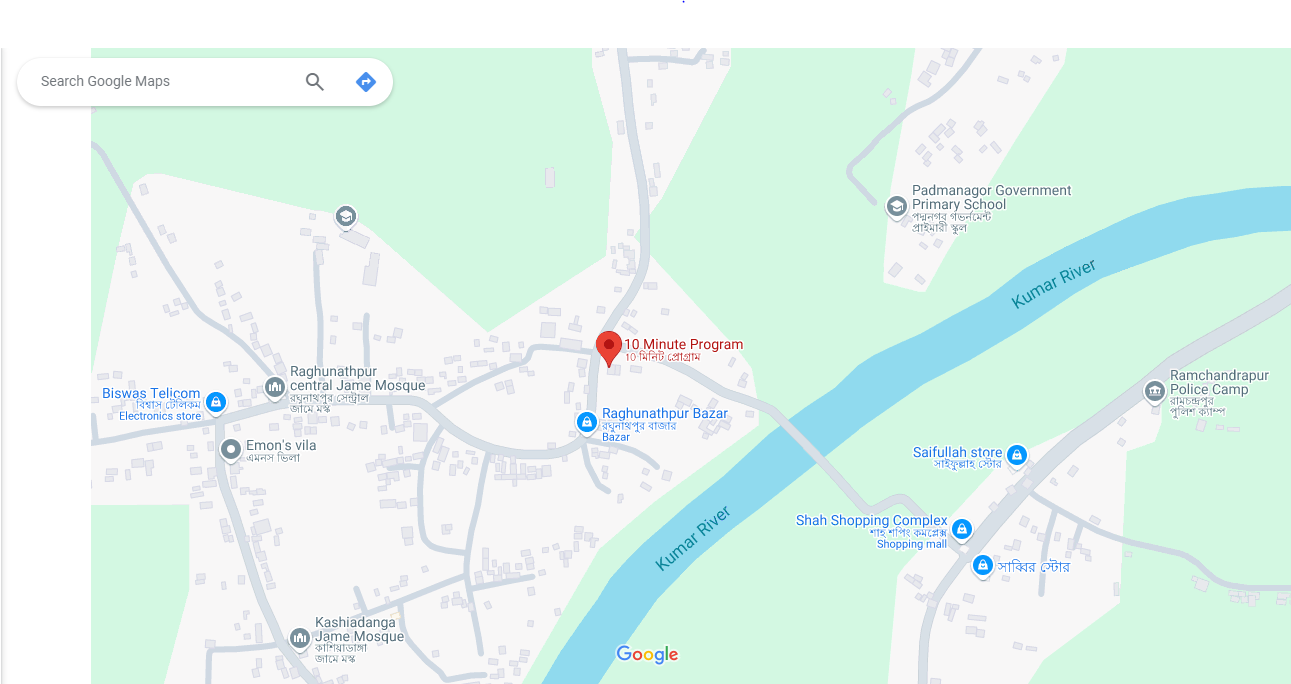 Search Google Maps
Padmanagor Government
Primary School
পদ্মনগর গভর্নমেন্ট
প্রাইমারী স্কুল
Kumar River
10 Minute Program
10 মিনিট প্রোগ্রাম
Raghunathpur
central Jame Mosque
রঘুনাথপুর সেন্ট্রাল
জামে মস্ক
Ramchandrapur
Police Camp
রামচন্দ্রপুর
পুলিশ ক্যাম্প
Biswas Telicom
বিশ্বাস টেলিকম
Electronics store
Raghunathpur Bazar
রঘুনাথপুর বাজার
Bazar
Emon's vila
এমনস ভিলা
Saifullah store
সাইফুল্লাহ স্টোর
Shah Shopping Complex
শাহ শপিং কমপ্লেক্স
Shopping mall
Kumar River
সাব্বির স্টোর
Kashiadanga
Jame Mosque
কাশিয়াডাঙ্গা
জামে মস্ক
Google